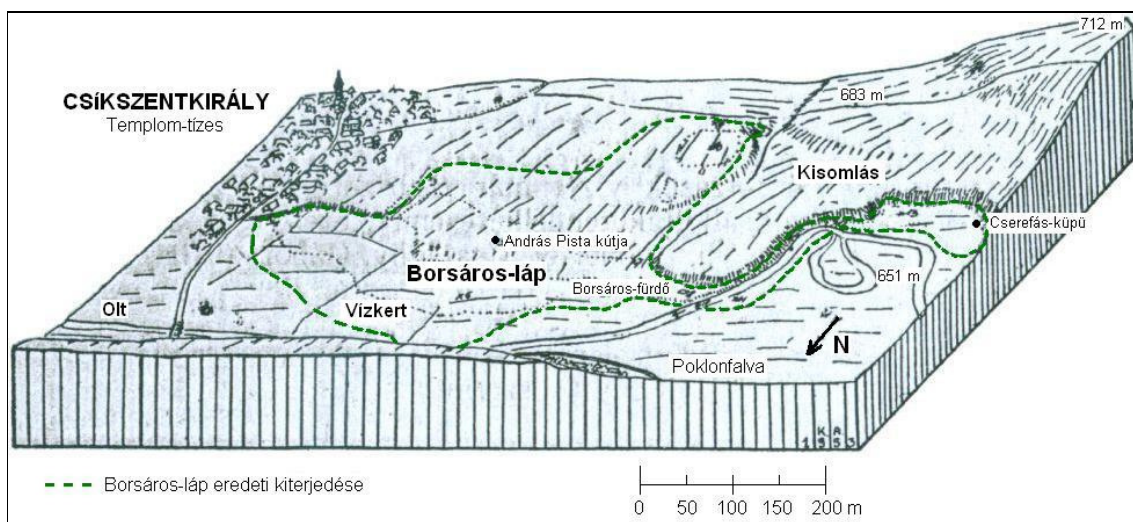 712 m
CSíKSZENTKIRÁLY
Templom-tízes
683 m
Kisomlás
Cserefás-küpü
András Pista kútja
Borsáros-láp
Borsáros-fürdő
651 m
Olt
Vízkert
N
Poklonfalva
K A
1953
Borsáros-láp eredeti kiterjedése
0 50 100 150 200 m